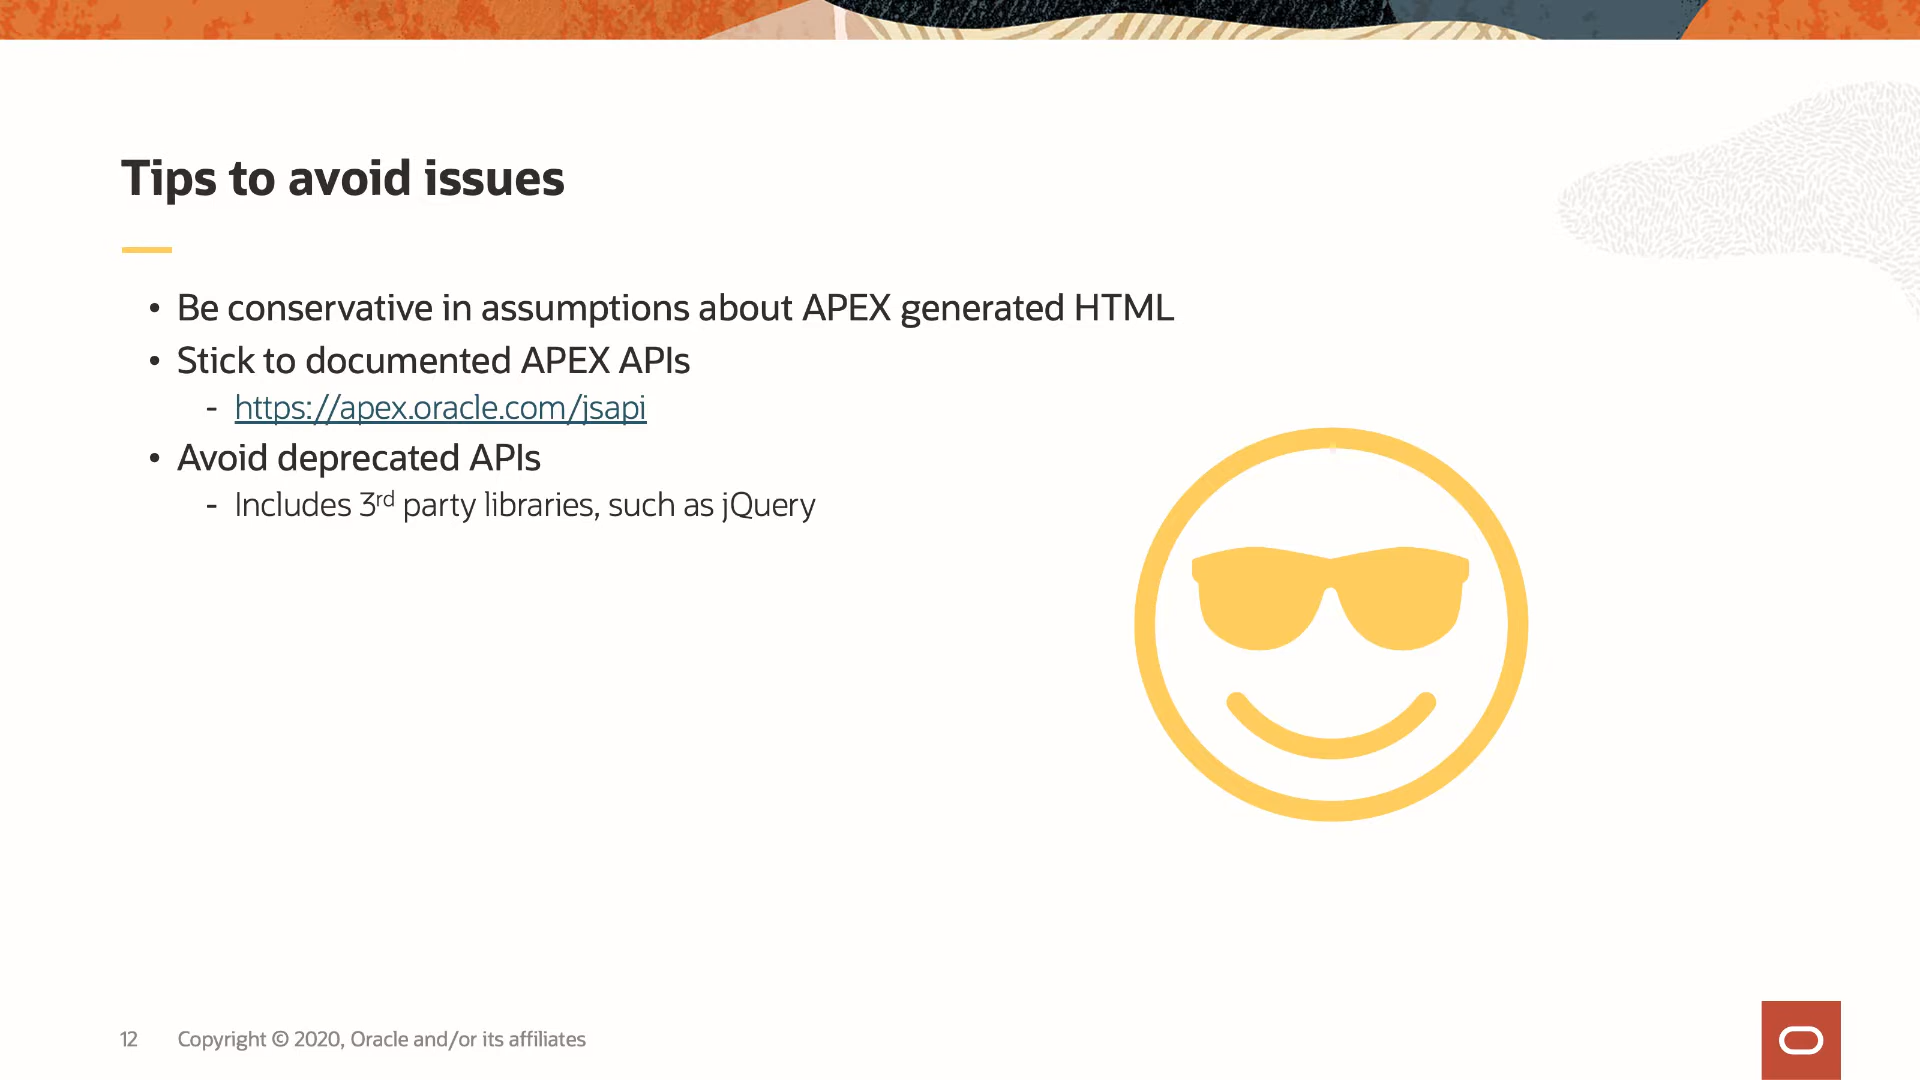 Tips to avoid issues
• Be conservative in assumptions about APEX generated HTML
• Stick to documented APEX APIs
- https://apex.oracle.com/jsapi
• Avoid deprecated APIs
- Includes 3rd party libraries, such as jQuery
12 Copyright © 2020, Oracle and/or its affiliates